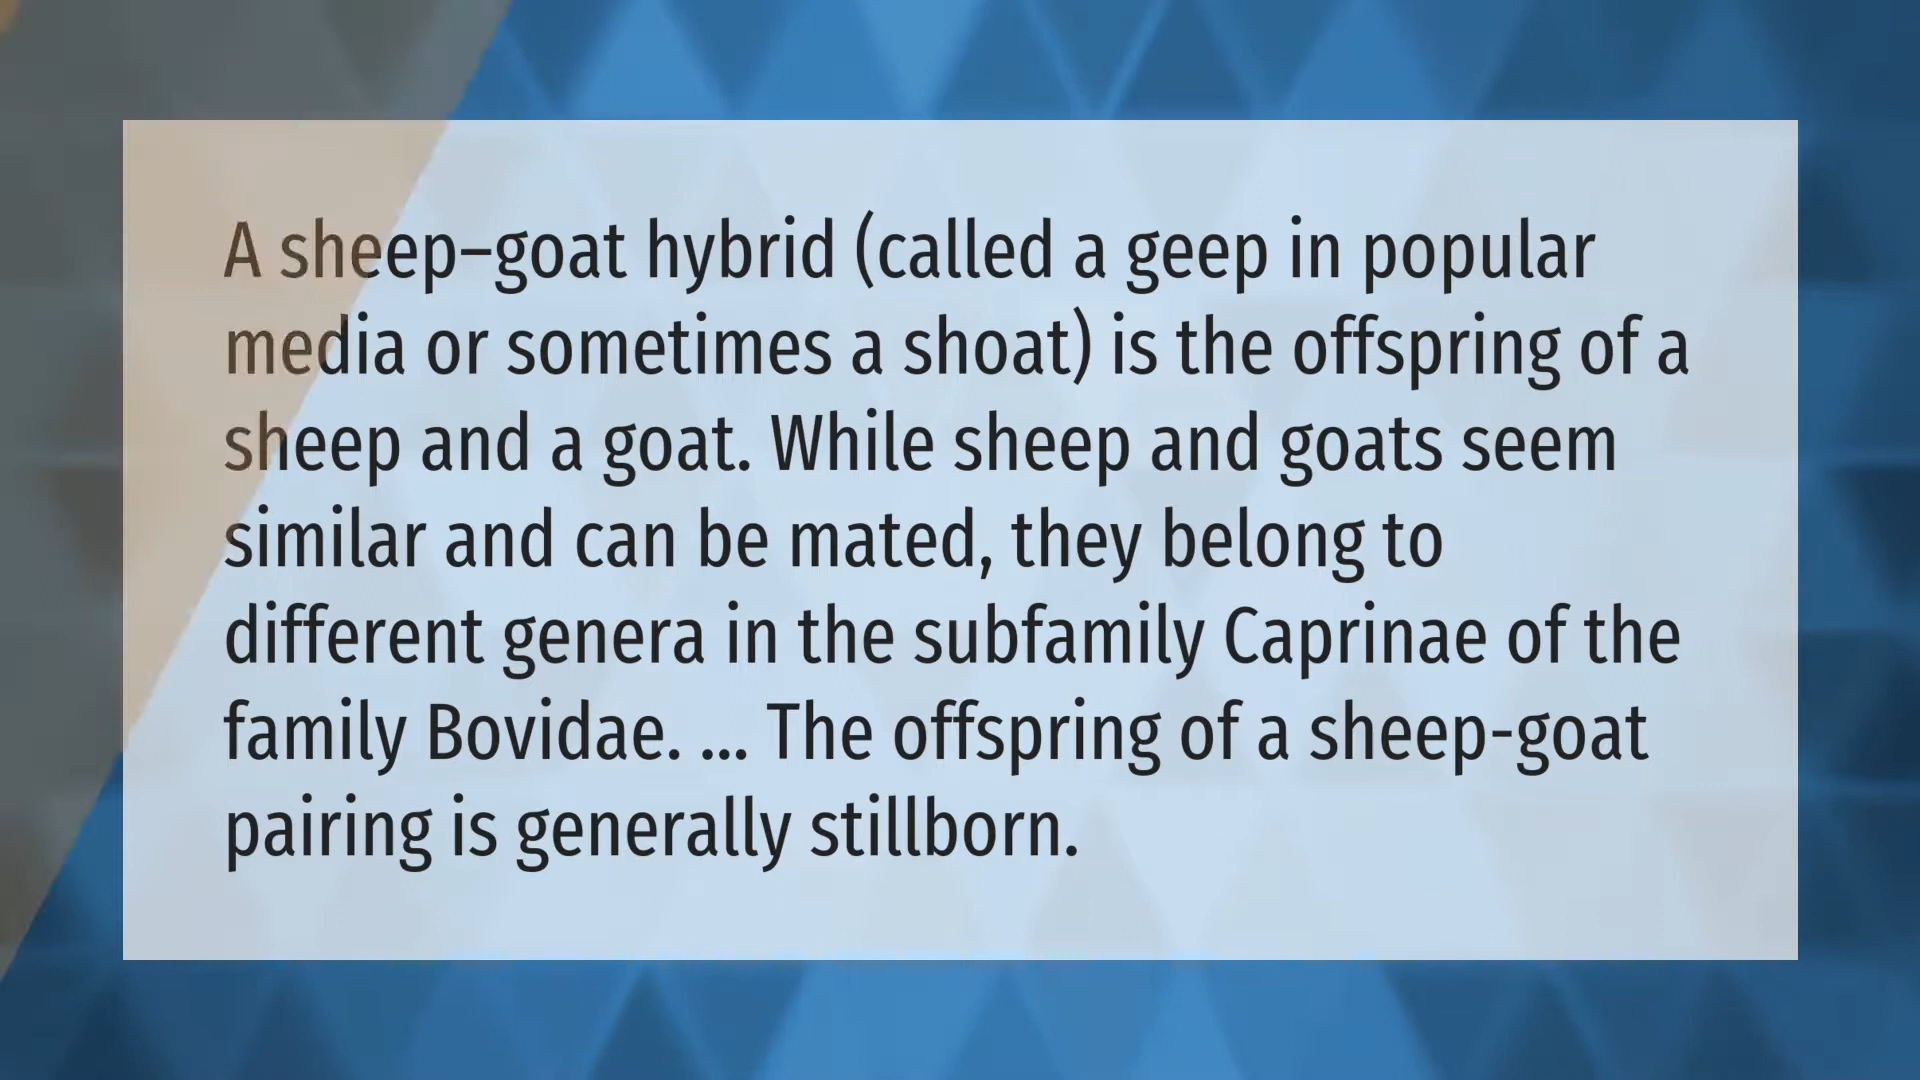 A sheep–goat hybrid (called a geep in popular
media or sometimes a shoat) is the offspring of a
sheep and a goat. While sheep and goats seem
similar and can be mated, they belong to
different genera in the subfamily Caprinae of the
family Bovidae. ... The offspring of a sheep-goat
pairing is generally stillborn.